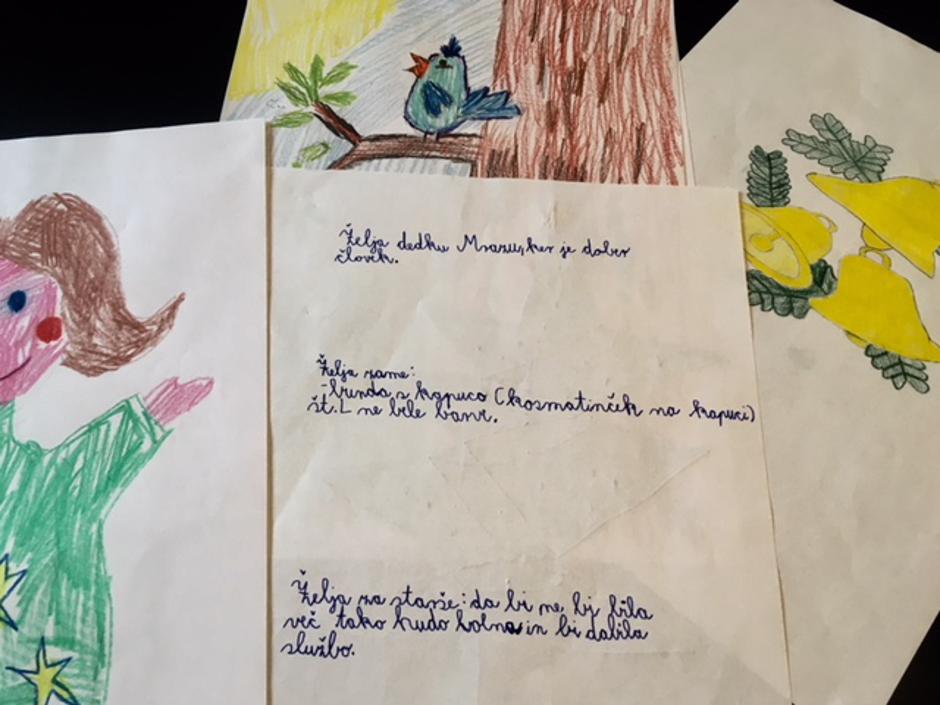 Želja dedku Mrazu, ker je dober
človek.
Želja zame:
-bunda s kapuco (kosmatinček na kapuci)
št. L ne bele barve.
Želja za starše: da bi ne bi bila
več tako hudo bolna in bi dobila
službo.